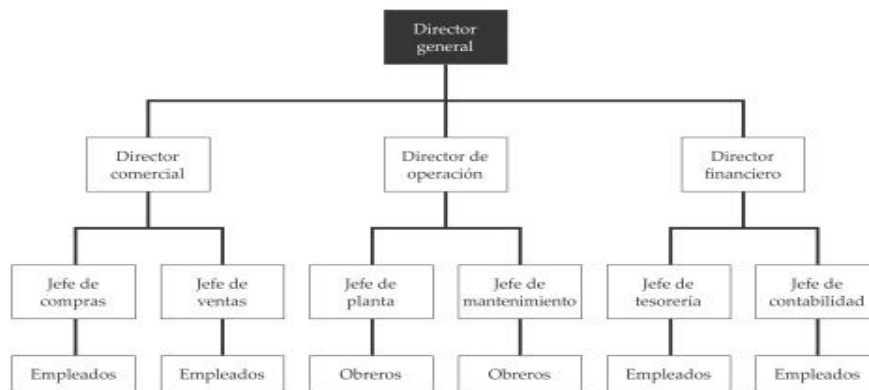 Director
general
Director
comercial
Director de
operación
Director
financiero
Jefe de
compras
Jefe de
ventas
Jefe de
planta
Jefe de
mantenimiento
Jefe de
tesorería
Jefe de
contabilidad
Empleados
Empleados
Obreros
Obreros
Empleados
Empleados